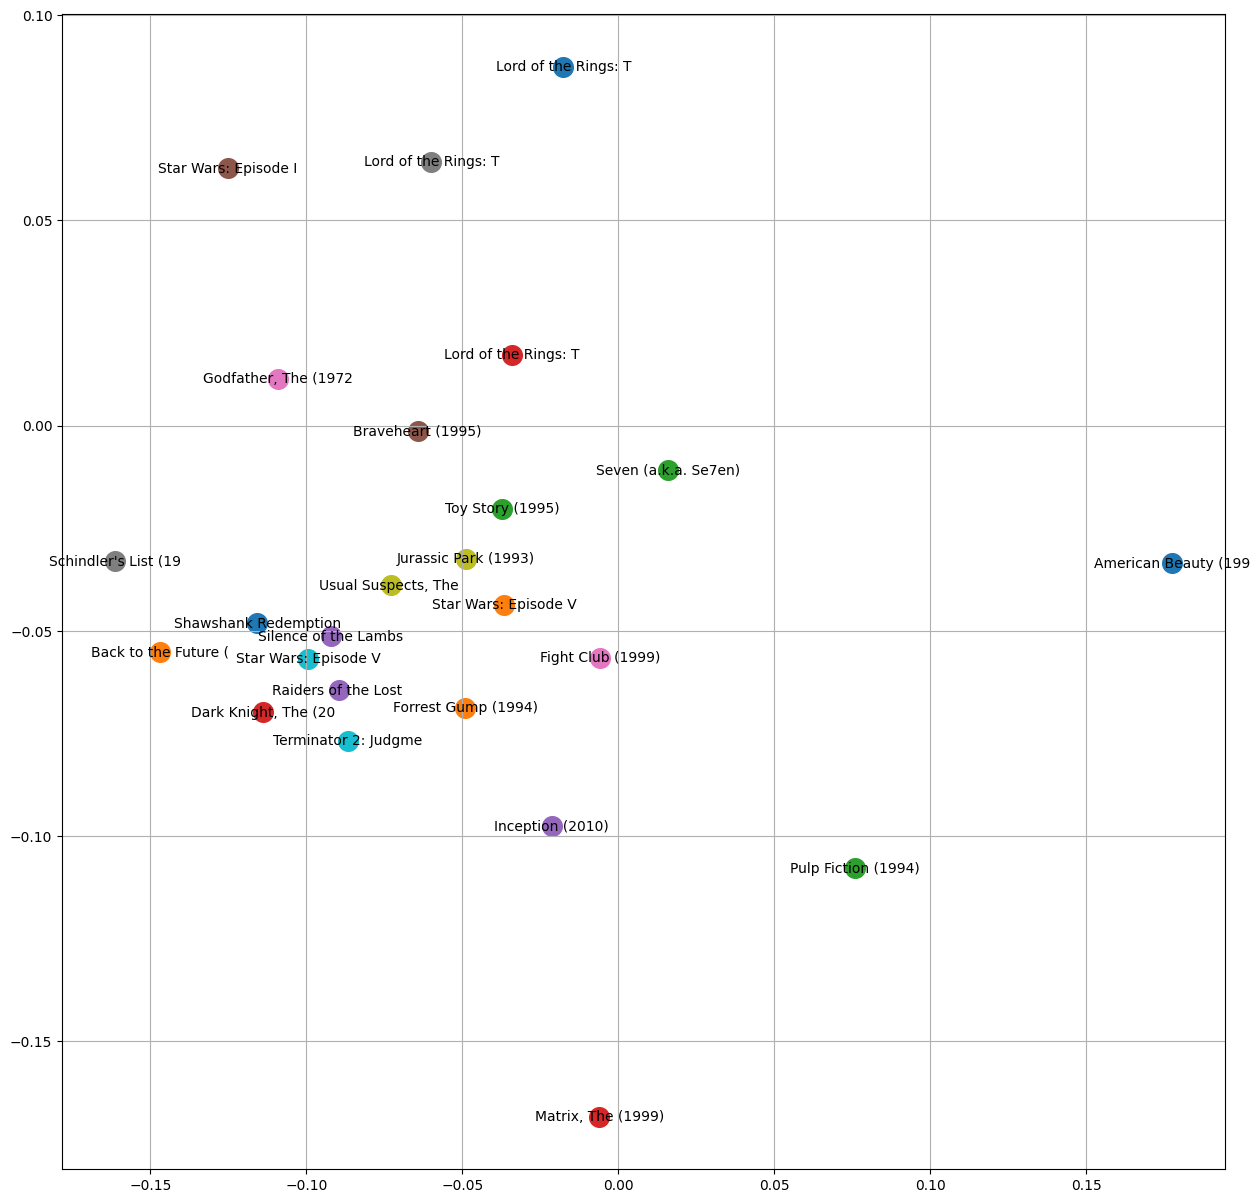 0.10
Lord of the Rings: T
Lord of the Rings: T
Star Wars: Episode I
0.05
Lord of the Rings: T
Godfather, The (1972
0.00
Braveheart (1995)
Seven (a.k.a. Se7en)
Toy Story (1995)
Jurassic Park (1993)
Schindler's List (19
American Beauty (199
Usual Suspects, The
Star Wars: Episode V
Shawshank Redemption
−0.05
Silence of the Lambs
Back to the Future (
Star Wars: Episode V
Fight Club (1999)
Raiders of the Lost
Forrest Gump (1994)
Dark Knight, The (20
Terminator 2: Judgme
Inception (2010)
−0.10
Pulp Fiction (1994)
−0.15
Matrix, The (1999)
−0.15 −0.10 −0.05 0.00 0.05 0.10 0.15